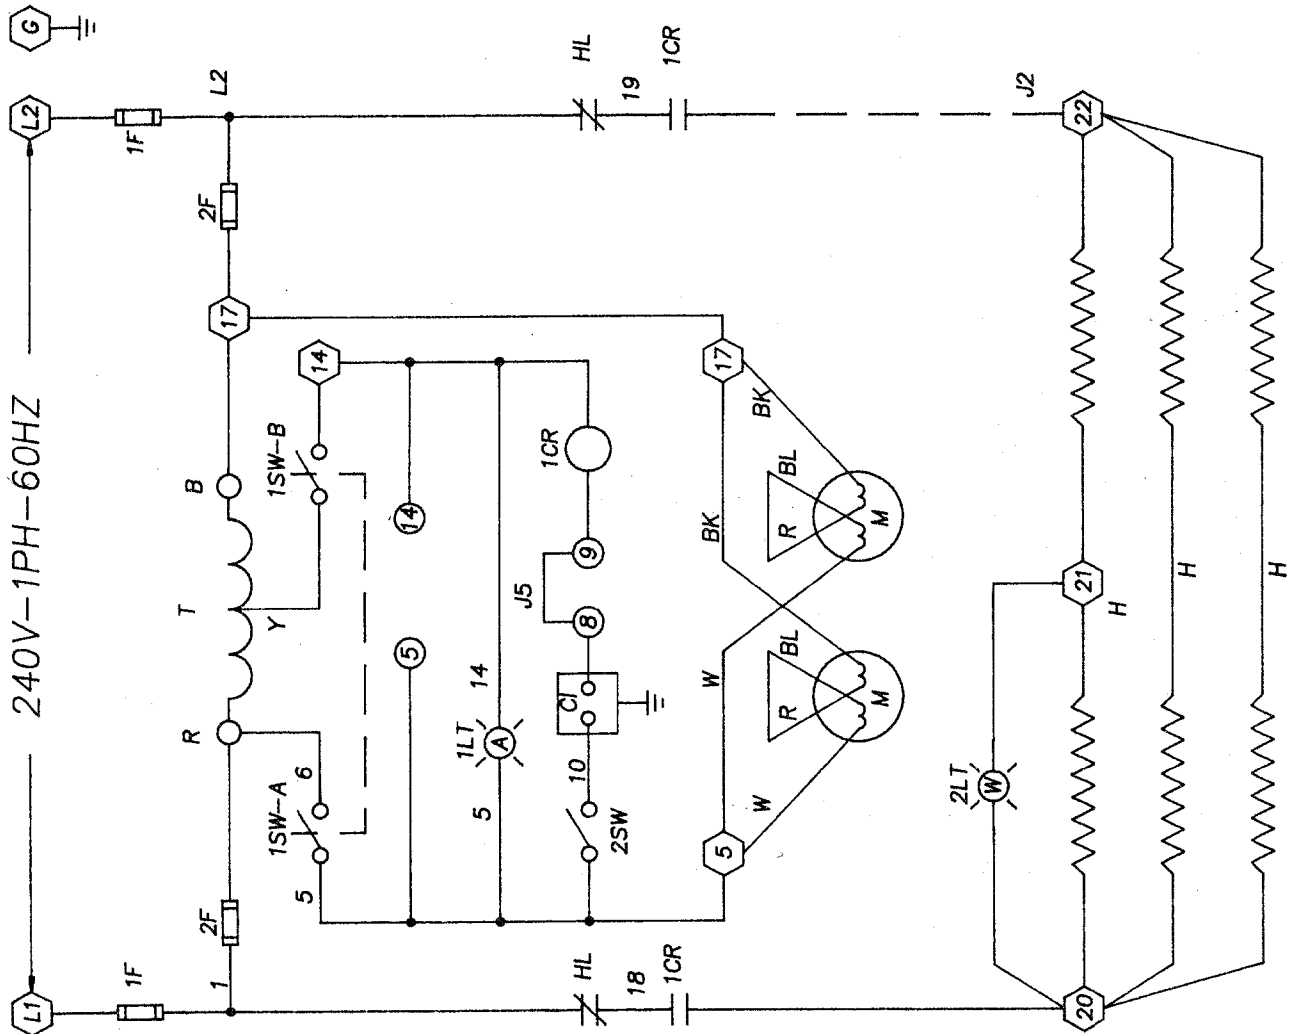 240V-1PH-60HZ
G
L2
L1
1F
1F
L2
1
2F
2F
17
R
T
B
Y
1SW-A
6
5
1SW-B
14
5
14
1LT
A
5
14
2SW
10
CI
8
J5
9
1CR
HL
19
1CR
HL
18
1CR
17
BK
BK
W
W
5
R
BL
M
R
BL
M
J2
22
2LT
W
21
20
H
H
H